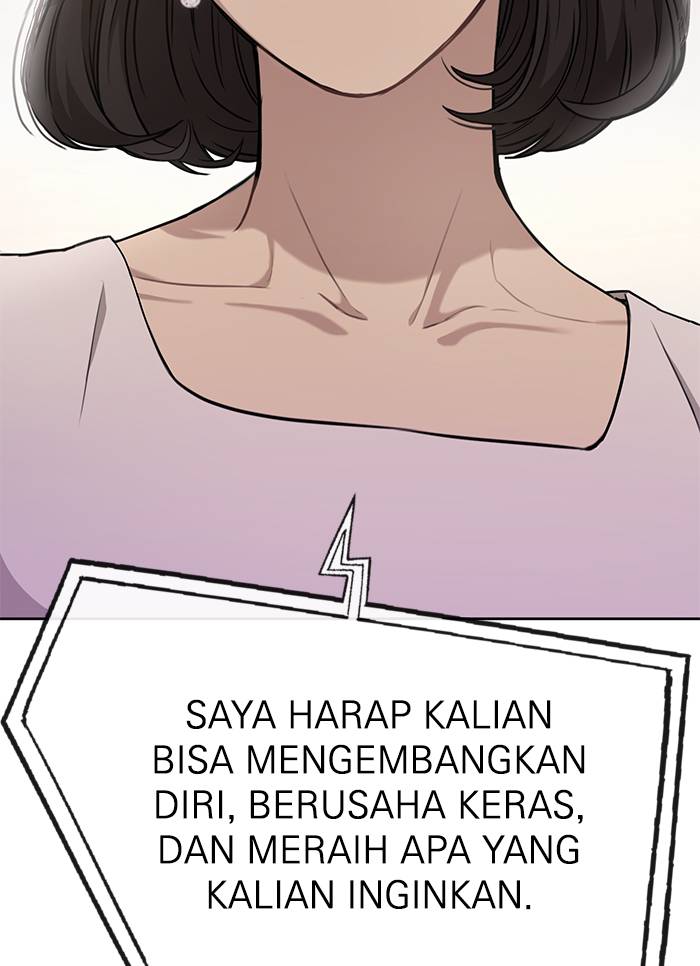 SAYA HARAP KALIAN
BISA MENGEMBANGKAN
DIRI, BERUSAHA KERAS,
DAN MERAIH APA YANG
KALIAN INGINKAN.